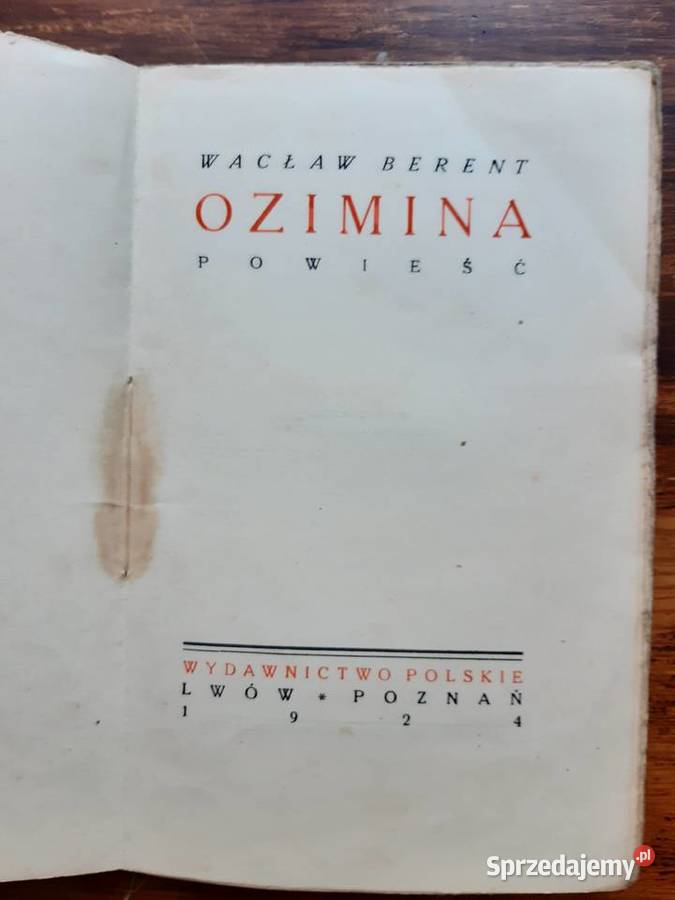 WACŁAW BERENT
OZIMINA
POWIEŚĆ
WYDAWNICTWO POLSKIE
LWÓW * POZNAŃ
1924
Sprzedajemy.pl